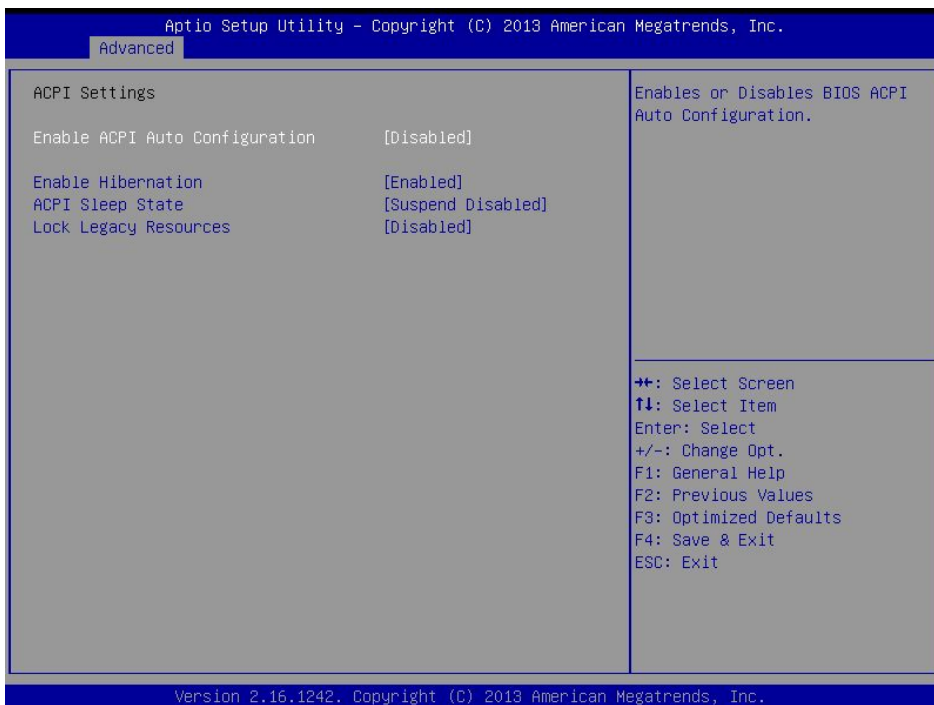 Aptio Setup Utility – Copyright (C) 2013 American Megatrends, Inc.
Advanced
ACPI Settings
Enable ACPI Auto Configuration [Disabled]
Enable Hibernation [Enabled]
ACPI Sleep State [Suspend Disabled]
Lock Legacy Resources [Disabled]
Enables or Disables BIOS ACPI
Auto Configuration.
→←: Select Screen
↑↓: Select Item
Enter: Select
+/-: Change Opt.
F1: General Help
F2: Previous Values
F3: Optimized Defaults
F4: Save & Exit
ESC: Exit
Version 2.16.1242. Copyright (C) 2013 American Megatrends, Inc.